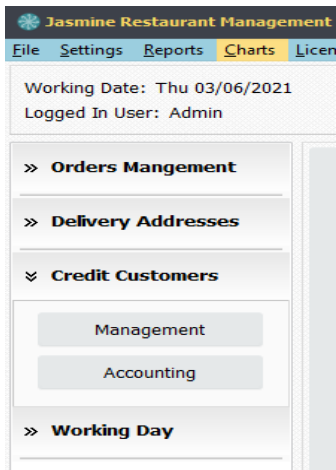 Jasmine Restaurant Management
File Settings Reports Charts Licen
Working Date: Thu 03/06/2021
Logged In User: Admin
» Orders Mangement
» Delivery Addresses
Credit Customers
Management
Accounting
» Working Day